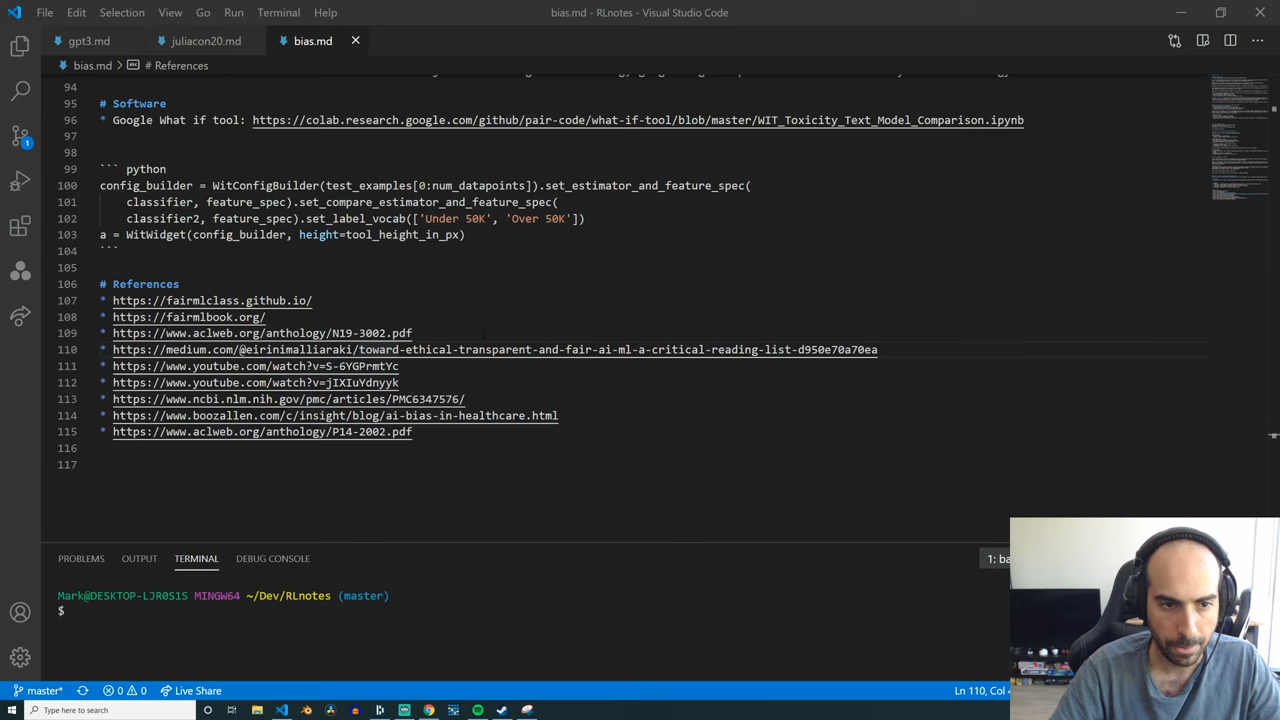 File Edit Selection View Go Run Terminal Help bias.md - RLnotes - Visual Studio Code
gpt3.md juliacon20.md bias.md
bias.md > # References
94
95 # Software
96 * Google What if tool: https://colab.research.google.com/github/pair-code/what-if-tool/blob/master/WIT_Toxicity_Text_Model_Comparison.ipynb
97
98
99 ``` python
100 config_builder = WitConfigBuilder(test_examples[0:num_datapoints]).set_estimator_and_feature_spec(
101 classifier, feature_spec).set_compare_estimator_and_feature_spec(
102 classifier2, feature_spec).set_label_vocab(['Under 50K', 'Over 50K'])
103 a = WitWidget(config_builder, height=tool_height_in_px)
104 ```
105
106 # References
107 * https://fairmlclass.github.io/
108 * https://fairmlbook.org/
109 * https://www.aclweb.org/anthology/N19-3002.pdf
110 * https://medium.com/@eirinimalliaraki/toward-ethical-transparent-and-fair-ai-ml-a-critical-reading-list-d950e70a70ea
111 * https://www.youtube.com/watch?v=S-6YGPrmtYc
112 * https://www.youtube.com/watch?v=jIXIuYdnyyk
113 * https://www.ncbi.nlm.nih.gov/pmc/articles/PMC6347576/
114 * https://www.boozallen.com/c/insight/blog/ai-bias-in-healthcare.html
115 * https://www.aclweb.org/anthology/P14-2002.pdf
116
117
PROBLEMS OUTPUT TERMINAL DEBUG CONSOLE 1: ba
Mark@DESKTOP-LJR0S1S MINGW64 ~/Dev/RLnotes (master)
$
master* 0 0 Live Share Ln 110, Col
Type here to search